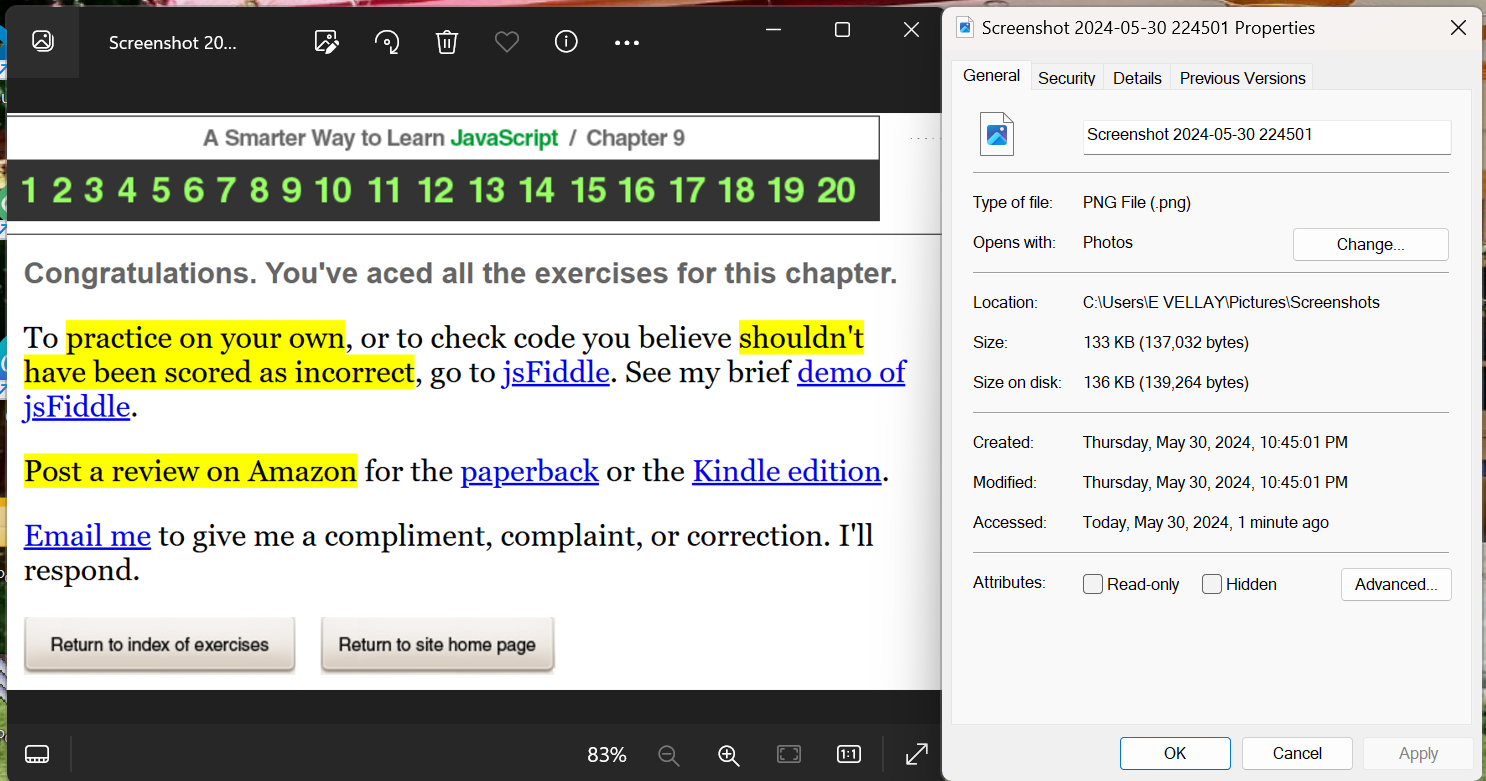 Screenshot 20...
A Smarter Way to Learn JavaScript / Chapter 9
1 2 3 4 5 6 7 8 9 10 11 12 13 14 15 16 17 18 19 20
Congratulations. You've aced all the exercises for this chapter.
To practice on your own, or to check code you believe shouldn't
have been scored as incorrect, go to jsFiddle. See my brief demo of
jsFiddle.
Post a review on Amazon for the paperback or the Kindle edition.
Email me to give me a compliment, complaint, or correction. I'll
respond.
Return to index of exercises Return to site home page
83% 1:1
Screenshot 2024-05-30 224501 Properties
General Security Details Previous Versions
Screenshot 2024-05-30 224501
Type of file: PNG File (.png)
Opens with: Photos Change...
Location: C:\Users\E VELLAY\Pictures\Screenshots
Size: 133 KB (137,032 bytes)
Size on disk: 136 KB (139,264 bytes)
Created: Thursday, May 30, 2024, 10:45:01 PM
Modified: Thursday, May 30, 2024, 10:45:01 PM
Accessed: Today, May 30, 2024, 1 minute ago
Attributes: Read-only Hidden Advanced...
OK Cancel Apply